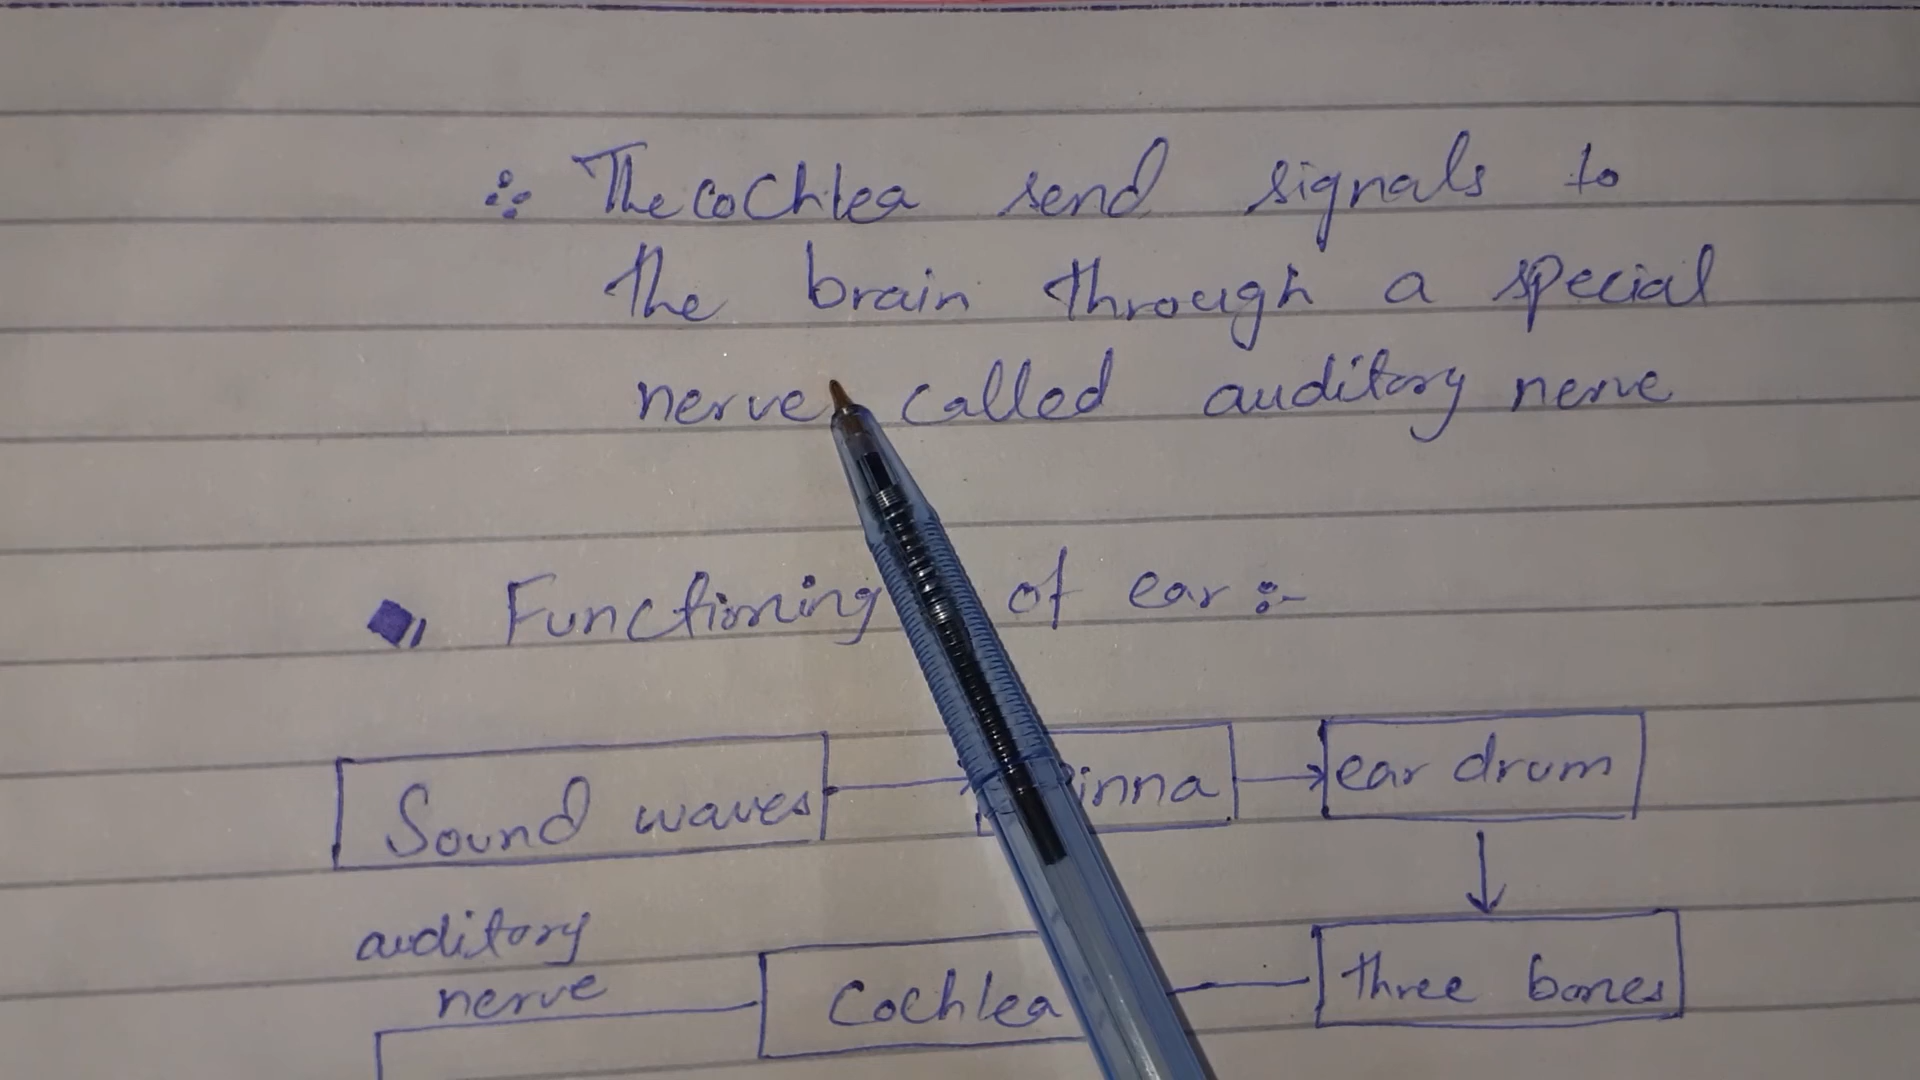 The cochlea send signals to
the brain through a special
nerve called auditory nerve
Functioning of ear :-
Sound waves
inna
ear drum
three bones
Cochlea
auditory
nerve